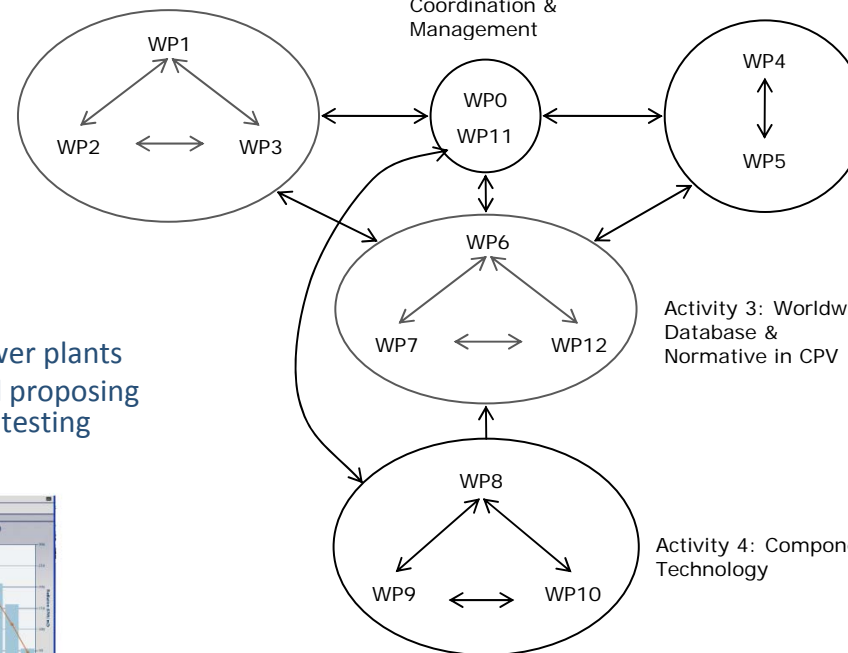 Coordination &
Management
WP1
WP2
WP3
WP0
WP11
WP4
WP5
WP6
WP7
WP12
Activity 3: Worldw
Database &
Normative in CPV
wer plants
proposing
testing
WP8
WP9
WP10
Activity 4: Compon
Technology